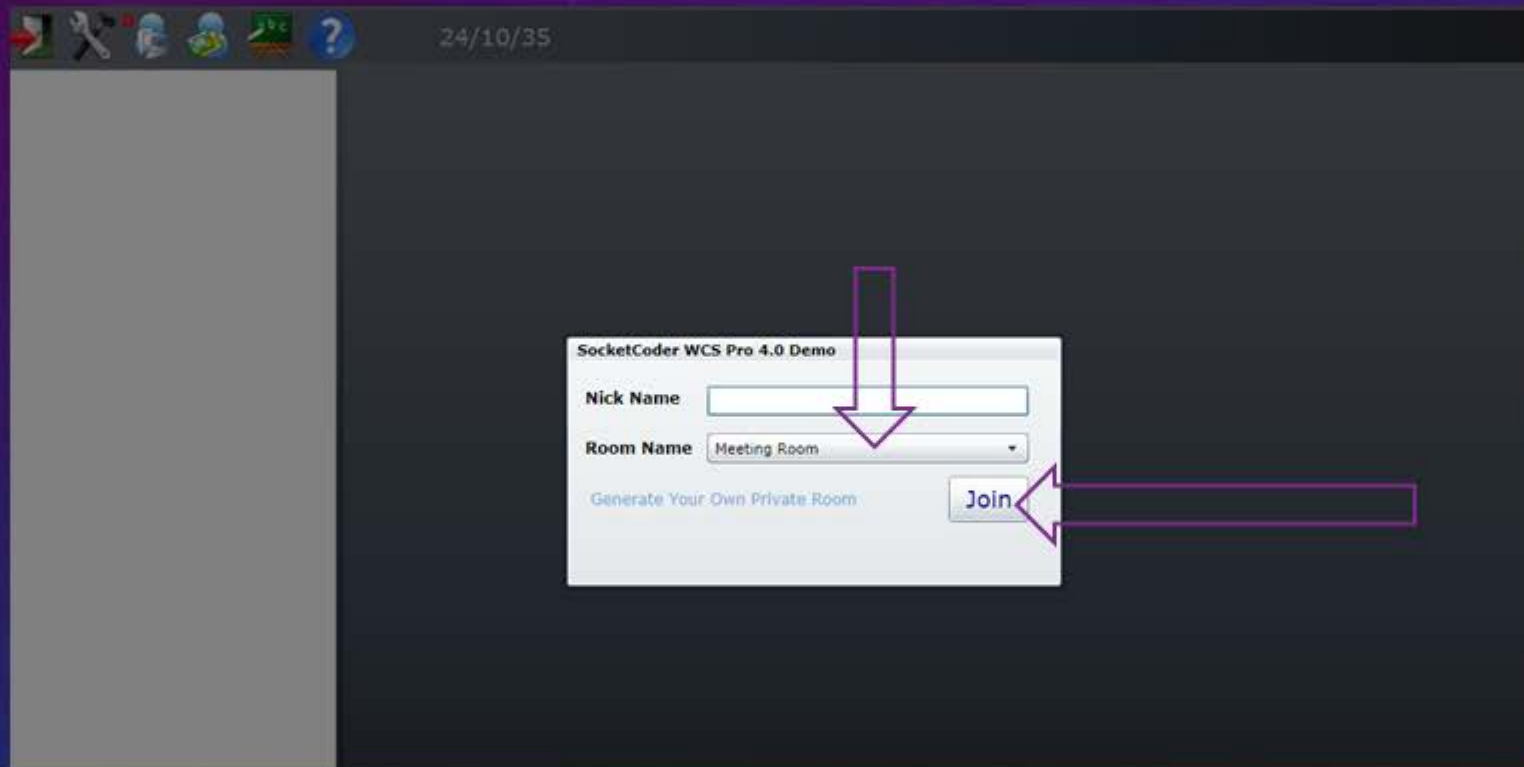 24/10/35
SocketCoder WCS Pro 4.0 Demo
Nick Name
Room Name Meeting Room
Generate Your Own Private Room Join